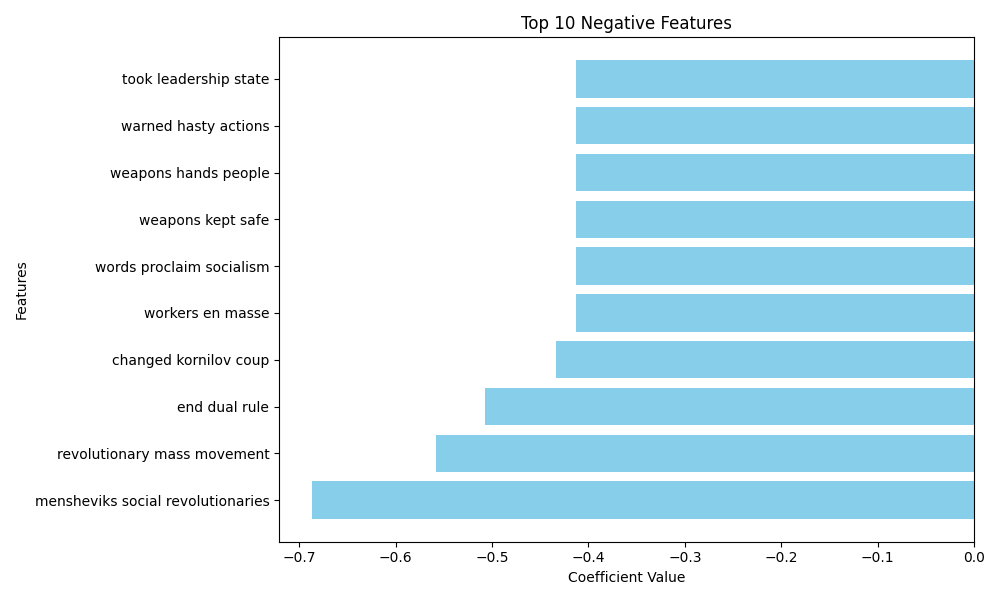 Top 10 Negative Features
Features
took leadership state
warned hasty actions
weapons hands people
weapons kept safe
words proclaim socialism
workers en masse
changed kornilov coup
end dual rule
revolutionary mass movement
mensheviks social revolutionaries
−0.7 −0.6 −0.5 −0.4 −0.3 −0.2 −0.1 0.0
Coefficient Value